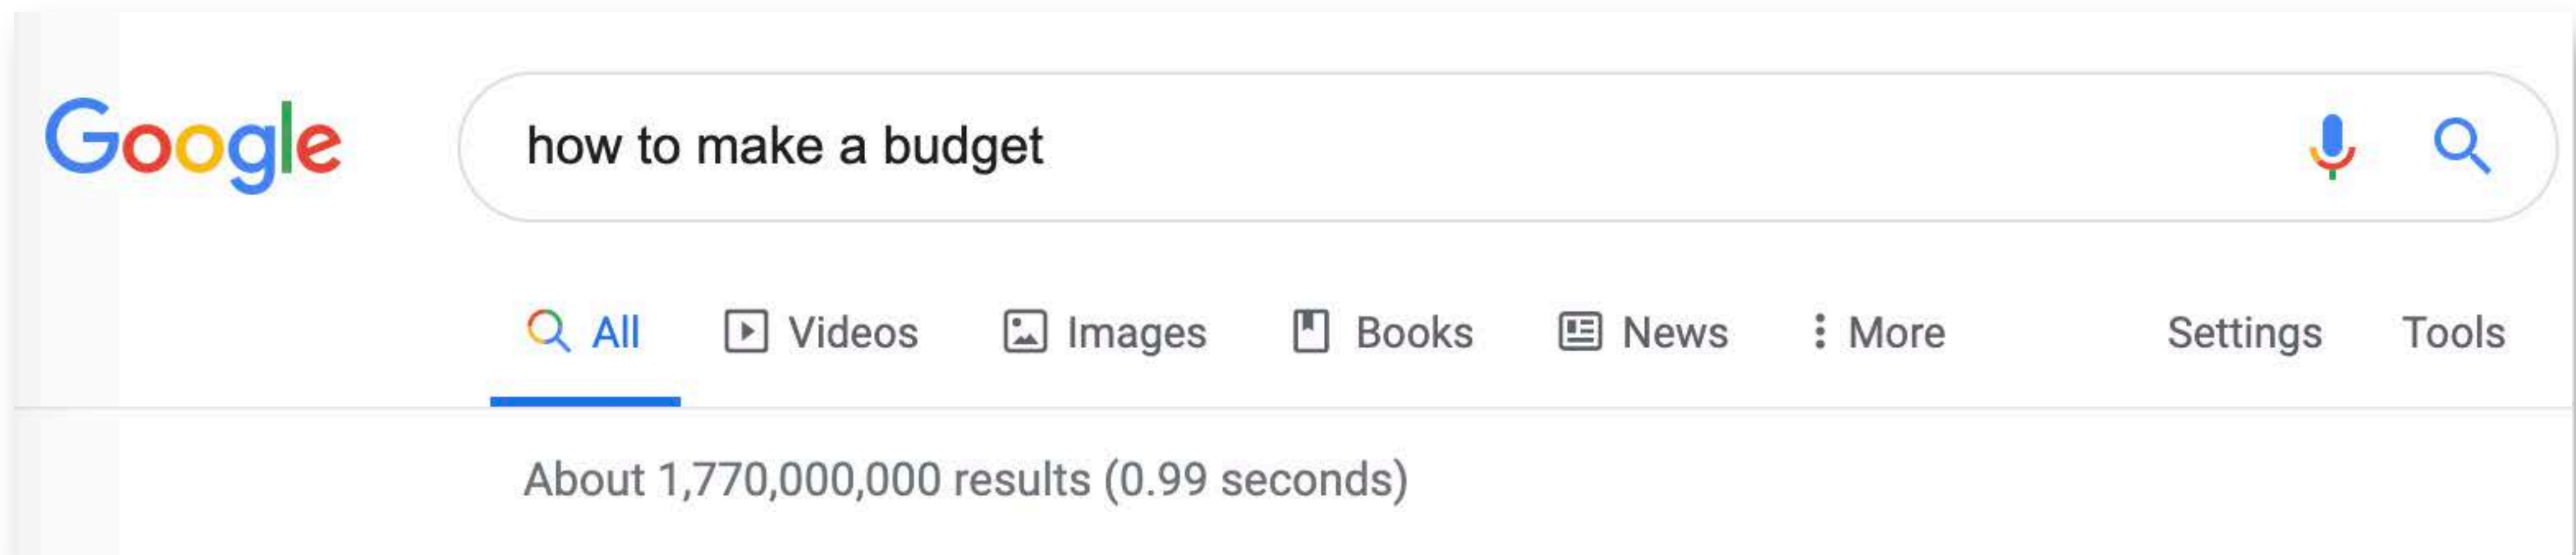 Google how to make a budget
All Videos Images Books News More Settings Tools
About 1,770,000,000 results (0.99 seconds)